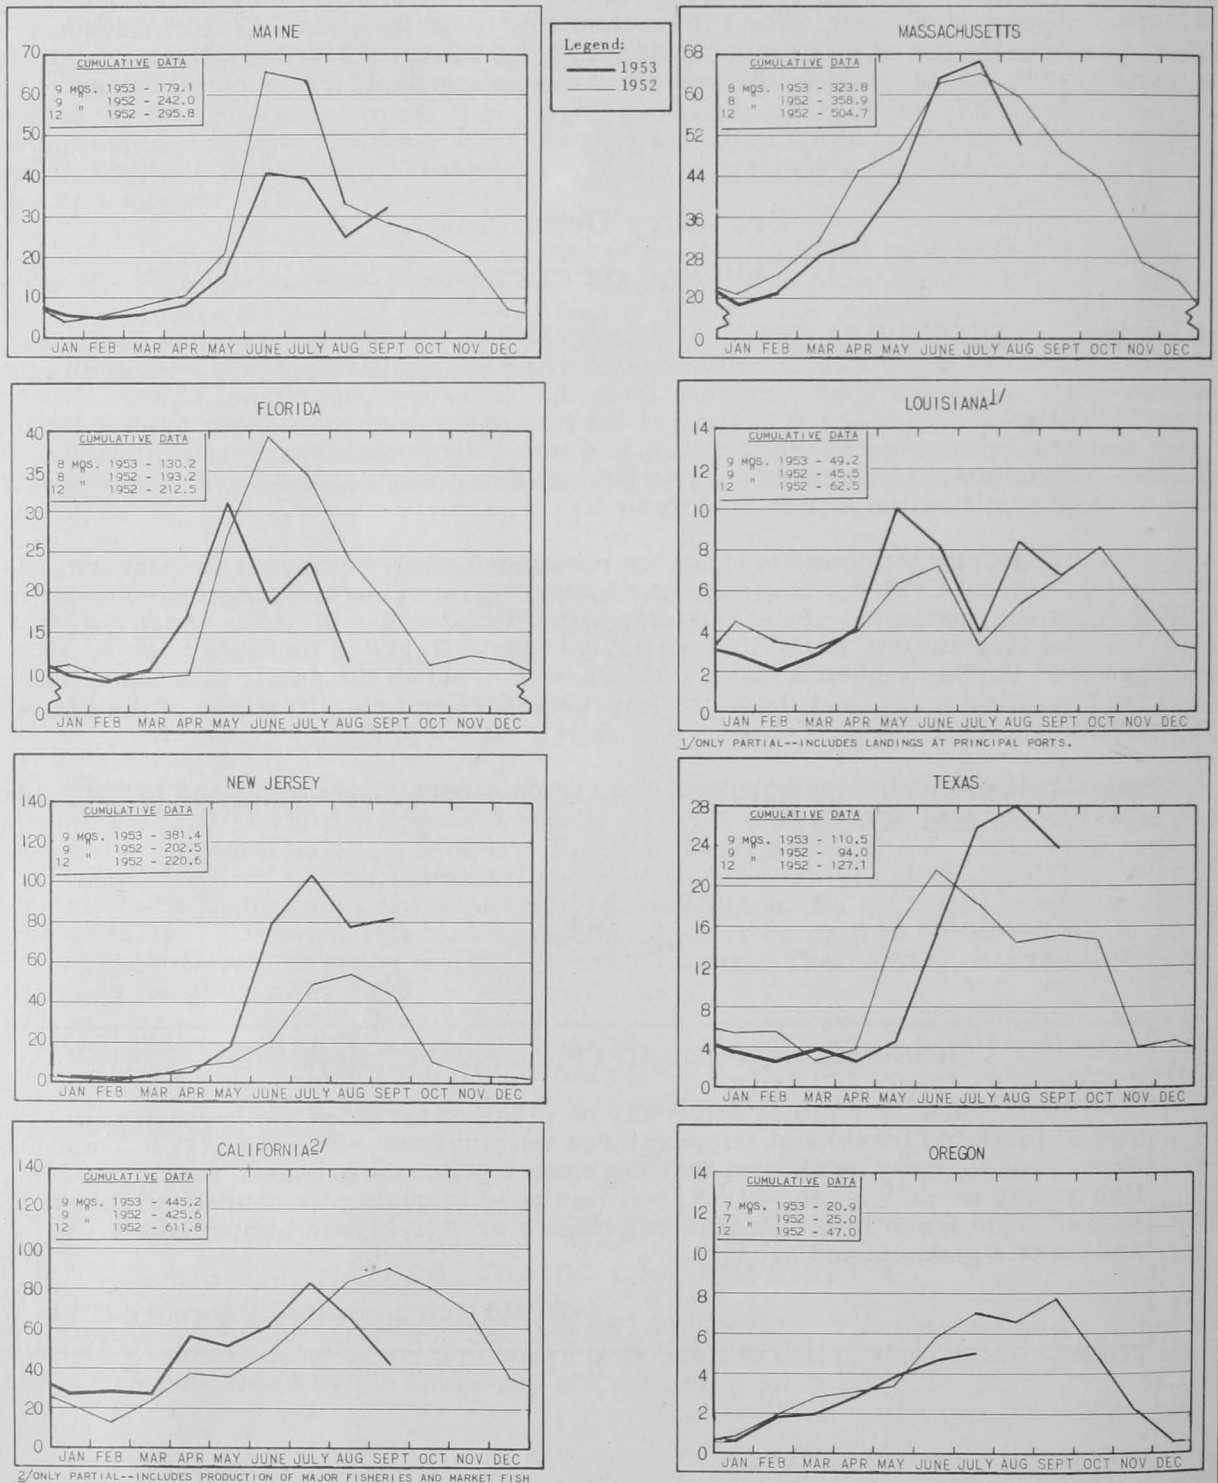 MAINE
CUMULATIVE DATA
9 MOS. 1953 - 179.1
9 " 1952 - 242.0
12 " 1952 - 295.8
70
60
50
40
30
20
10
0
JAN FEB MAR APR MAY JUNE JULY AUG SEPT OCT NOV DEC
Legend:
1953
1952
MASSACHUSETTS
CUMULATIVE DATA
8 MOS. 1953 - 323.8
8 " 1952 - 358.9
12 " 1952 - 504.7
68
60
52
44
36
28
20
0
JAN FEB MAR APR MAY JUNE JULY AUG SEPT OCT NOV DEC
FLORIDA
CUMULATIVE DATA
8 MOS. 1953 - 130.2
8 " 1952 - 193.2
12 " 1952 - 212.5
40
35
30
25
20
15
10
0
JAN FEB MAR APR MAY JUNE JULY AUG SEPT OCT NOV DEC
LOUISIANA1/
CUMULATIVE DATA
9 MOS. 1953 - 49.2
9 " 1952 - 45.5
12 " 1952 - 62.5
14
12
10
8
6
4
2
0
JAN FEB MAR APR MAY JUNE JULY AUG SEPT OCT NOV DEC
1/ONLY PARTIAL--INCLUDES LANDINGS AT PRINCIPAL PORTS.
NEW JERSEY
CUMULATIVE DATA
9 MOS. 1953 - 381.4
9 " 1952 - 202.5
12 " 1952 - 220.6
140
120
100
80
60
40
20
0
JAN FEB MAR APR MAY JUNE JULY AUG SEPT OCT NOV DEC
TEXAS
CUMULATIVE DATA
9 MOS. 1953 - 110.5
9 " 1952 - 94.0
12 " 1952 - 127.1
28
24
20
16
12
8
4
0
JAN FEB MAR APR MAY JUNE JULY AUG SEPT OCT NOV DEC
CALIFORNIA2/
CUMULATIVE DATA
9 MOS. 1953 - 445.2
9 " 1952 - 425.6
12 " 1952 - 611.8
140
120
100
80
60
40
20
0
JAN FEB MAR APR MAY JUNE JULY AUG SEPT OCT NOV DEC
2/ONLY PARTIAL--INCLUDES PRODUCTION OF MAJOR FISHERIES AND MARKET FISH
OREGON
CUMULATIVE DATA
7 MOS. 1953 - 20.9
7 " 1952 - 25.0
12 " 1952 - 47.0
14
12
10
8
6
4
2
0
JAN FEB MAR APR MAY JUNE JULY AUG SEPT OCT NOV DEC